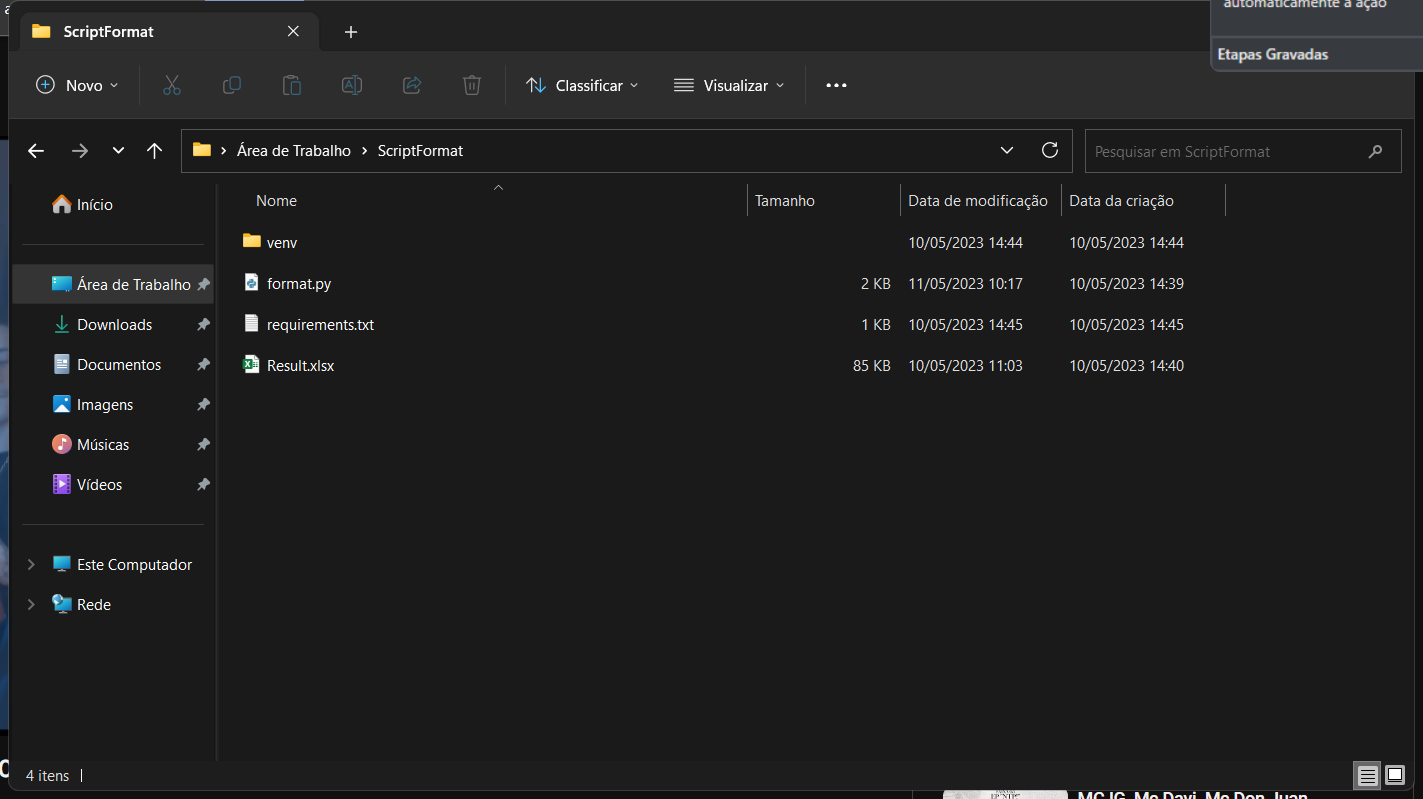 automaticamente a ação
Etapas Gravadas
ScriptFormat
Novo
Classificar
Visualizar
Área de Trabalho
ScriptFormat
Pesquisar em ScriptFormat
Início
Área de Trabalho
Downloads
Documentos
Imagens
Músicas
Vídeos
Este Computador
Rede
Nome Tamanho Data de modificação Data da criação
venv 10/05/2023 14:44 10/05/2023 14:44
format.py 2 KB 11/05/2023 10:17 10/05/2023 14:39
requirements.txt 1 KB 10/05/2023 14:45 10/05/2023 14:45
Result.xlsx 85 KB 10/05/2023 11:03 10/05/2023 14:40
4 itens
MC IG, Mc Davi, Mc Don Juan